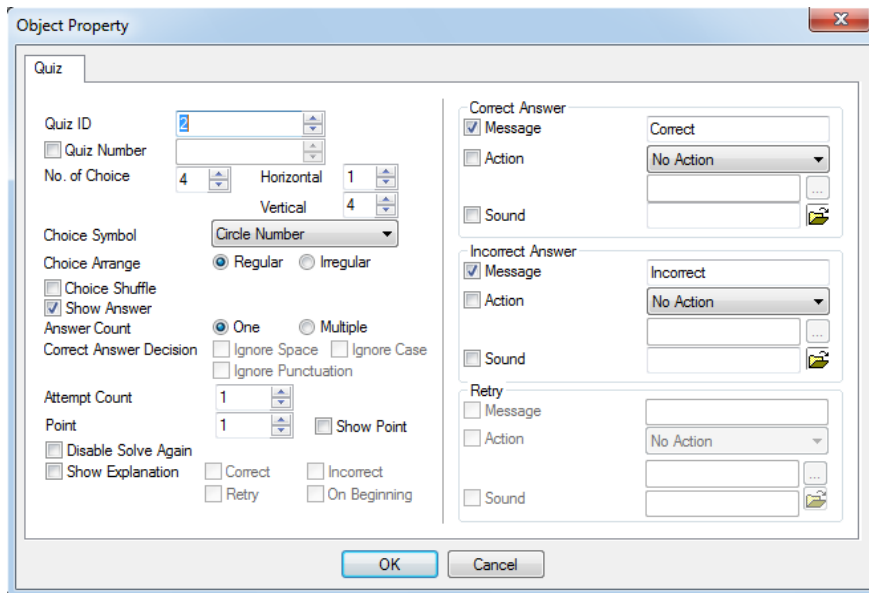 Object Property
X
Quiz
Quiz ID 2
Quiz Number
No. of Choice 4 Horizontal 1
Vertical 4
Choice Symbol Circle Number
Choice Arrange Regular Irregular
Choice Shuffle
Show Answer
Answer Count One Multiple
Correct Answer Decision Ignore Space Ignore Case
Ignore Punctuation
Attempt Count 1
Point 1 Show Point
Disable Solve Again
Show Explanation Correct Incorrect
Retry On Beginning
Correct Answer
Message Correct
Action No Action
...
Sound
Incorrect Answer
Message Incorrect
Action No Action
...
Sound
Retry
Message
Action No Action
...
Sound
OK Cancel